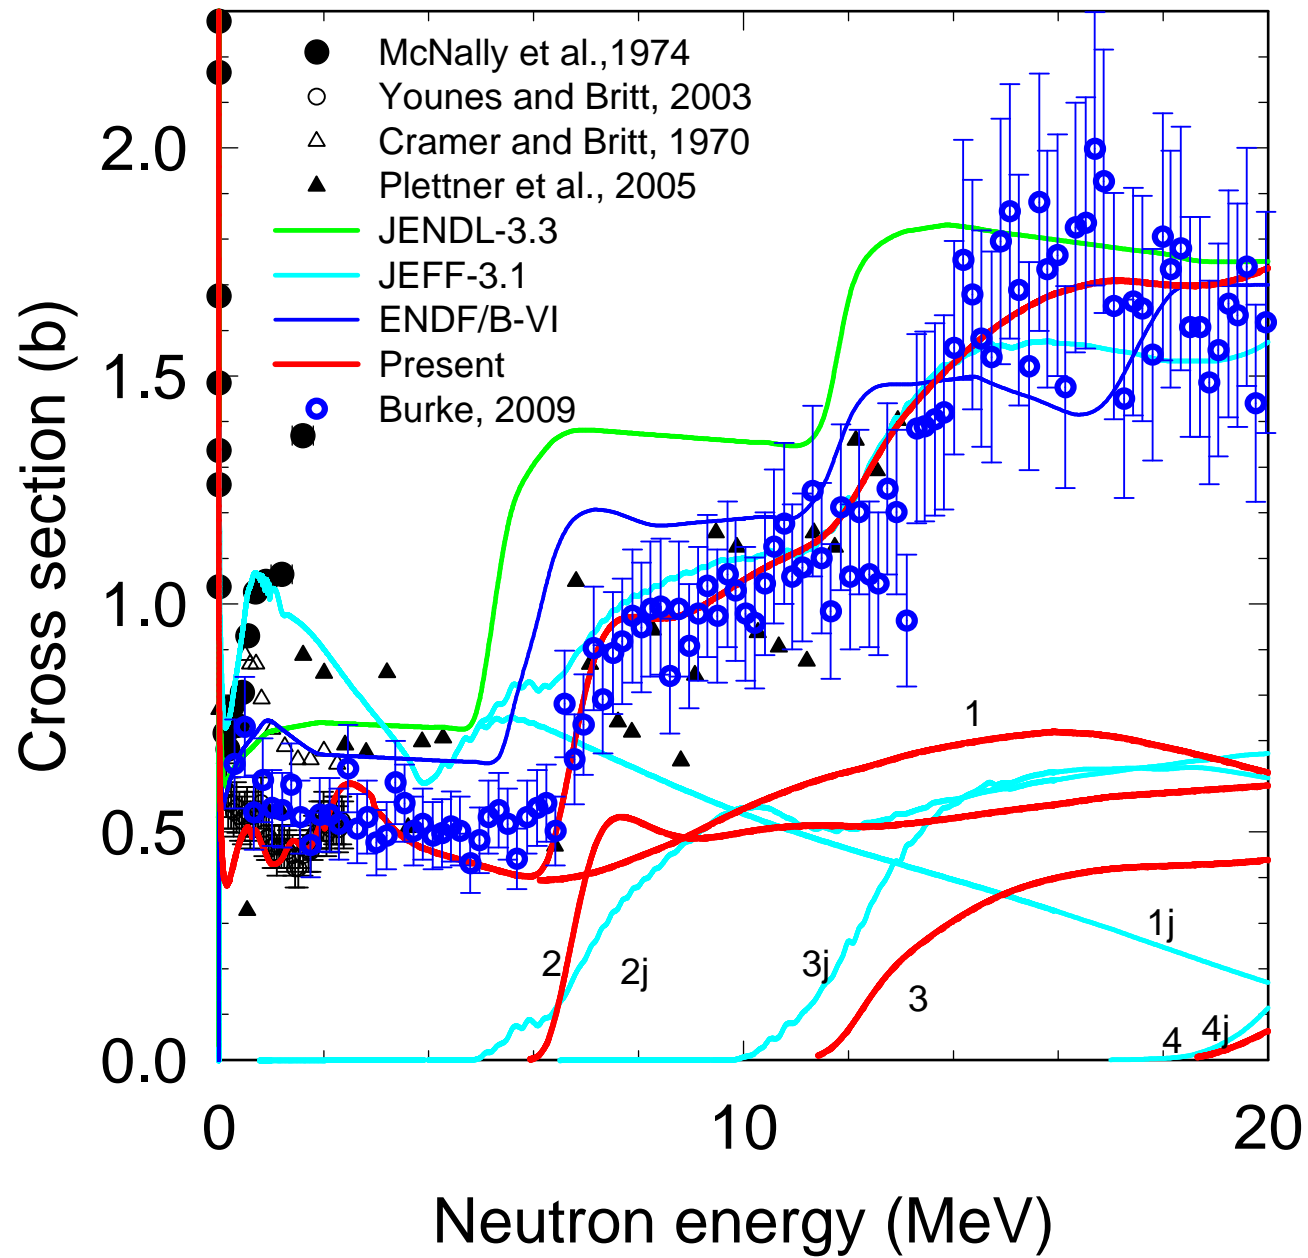 McNally et al.,1974
Younes and Britt, 2003
Cramer and Britt, 1970
Plettner et al., 2005
JENDL-3.3
JEFF-3.1
ENDF/B-VI
Present
Burke, 2009
Cross section (b)
2.0
1.5
1.0
0.5
0.0
1
2
2j
3j
3
1j
4
4j
0
10
20
Neutron energy (MeV)